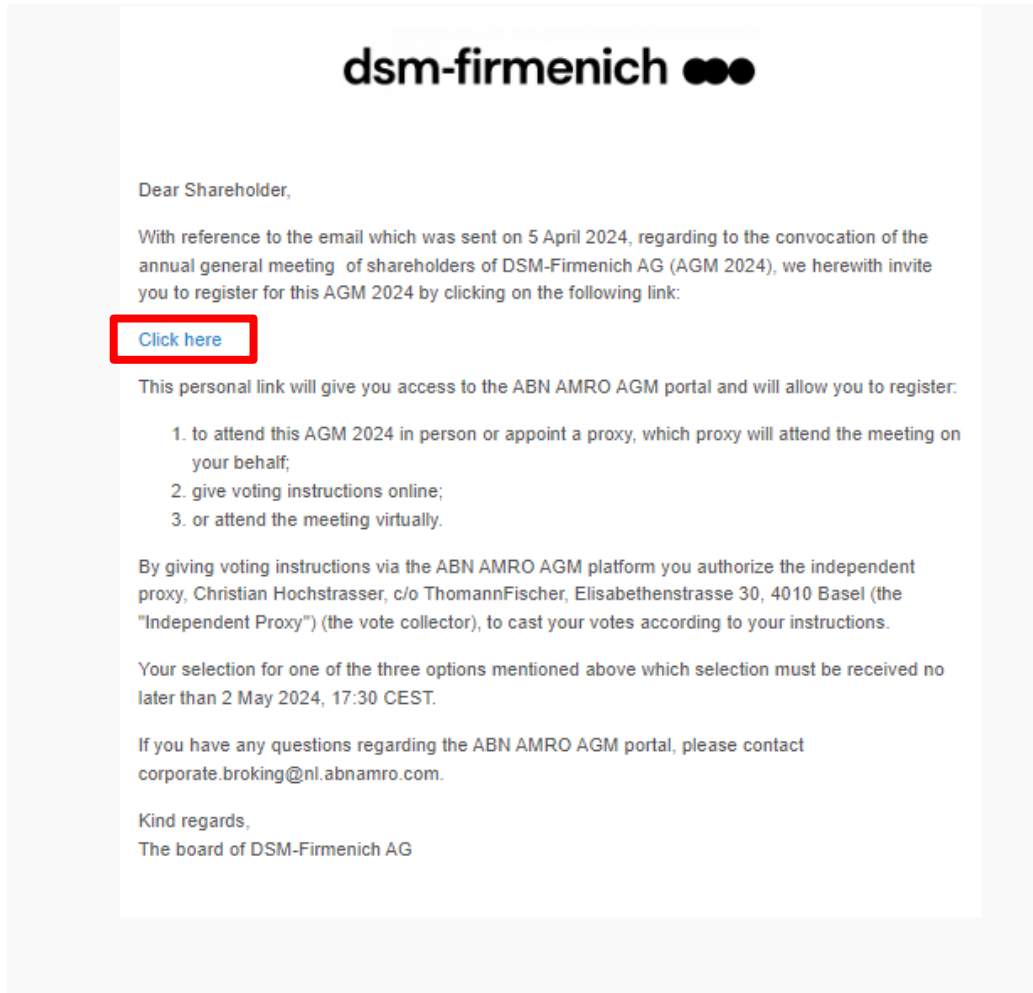 dsm-firmenich
Dear Shareholder,
With reference to the email which was sent on 5 April 2024, regarding to the convocation of the
annual general meeting  of shareholders of DSM-Firmenich AG (AGM 2024), we herewith invite
you to register for this AGM 2024 by clicking on the following link:
Click here
This personal link will give you access to the ABN AMRO AGM portal and will allow you to register:
1. to attend this AGM 2024 in person or appoint a proxy, which proxy will attend the meeting on
your behalf;
2. give voting instructions online;
3. or attend the meeting virtually.
By giving voting instructions via the ABN AMRO AGM platform you authorize the independent
proxy, Christian Hochstrasser, c/o ThomannFischer, Elisabethenstrasse 30, 4010 Basel (the
"Independent Proxy") (the vote collector), to cast your votes according to your instructions.
Your selection for one of the three options mentioned above which selection must be received no
later than 2 May 2024, 17:30 CEST.
If you have any questions regarding the ABN AMRO AGM portal, please contact
corporate.broking@nl.abnamro.com.
Kind regards,
The board of DSM-Firmenich AG